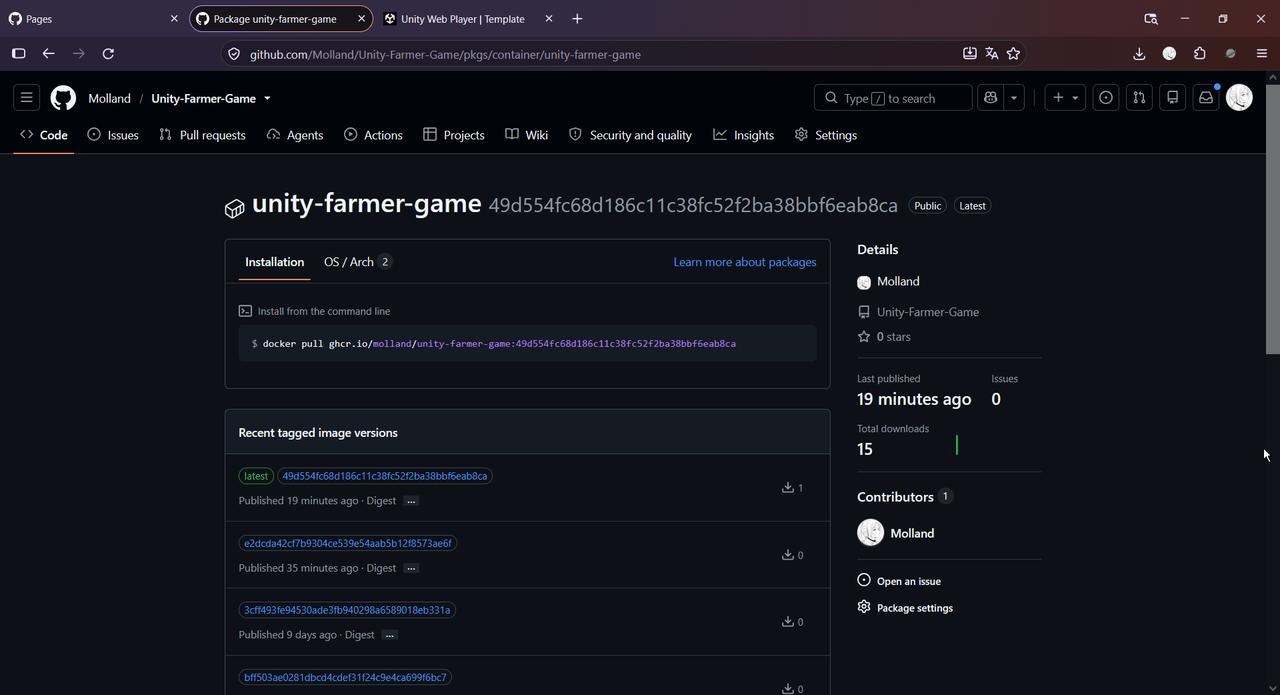 Pages
Package unity-farmer-game
Unity Web Player | Template
github.com/Molland/Unity-Farmer-Game/pkgs/container/unity-farmer-game
Molland / Unity-Farmer-Game
Type / to search
Code
Issues
Pull requests
Agents
Actions
Projects
Wiki
Security and quality
Insights
Settings
unity-farmer-game 49d554fc68d186c11c38fc52f2ba38bbf6eab8ca Public Latest
Installation
OS / Arch 2
Learn more about packages
Install from the command line
$ docker pull ghcr.io/molland/unity-farmer-game:49d554fc68d186c11c38fc52f2ba38bbf6eab8ca
Recent tagged image versions
latest 49d554fc68d186c11c38fc52f2ba38bbf6eab8ca
Published 19 minutes ago · Digest ...
1
e2dcda42cf7b9304ce539e54aab5b12f8573ae6f
Published 35 minutes ago · Digest ...
0
3cff493fe94530ade3fb940298a6589018eb331a
Published 9 days ago · Digest ...
0
bff503ae0281dbcd4cdef31f24c9e4ca699f6bc7
0
Details
Molland
Unity-Farmer-Game
0 stars
Last published
19 minutes ago
Issues
0
Total downloads
15
Contributors 1
Molland
Open an issue
Package settings